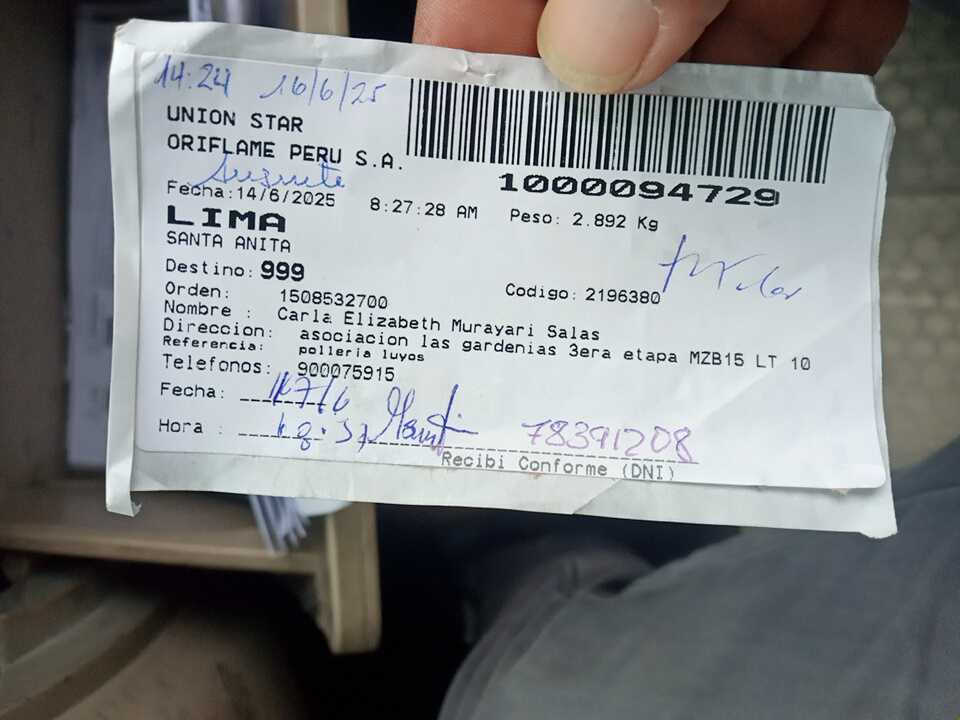 14:24 16/6/25
UNION STAR
ORIFLAME PERU S.A.
1000094729
Fecha:14/6/2025 8:27:28 AM Peso: 2.892 Kg
LIMA
SANTA ANITA
Destino: 999
Orden: 1508532700 Codigo: 2196380
Nombre : Carla Elizabeth Murayari Salas
Direccion: asociacion las gardenias 3era etapa MZB15 LT 10
Referencia: polleria luyos
Telefonos: 900075915
Fecha: 17/6
Hora : 78391208
Recibi Conforme (DNI)